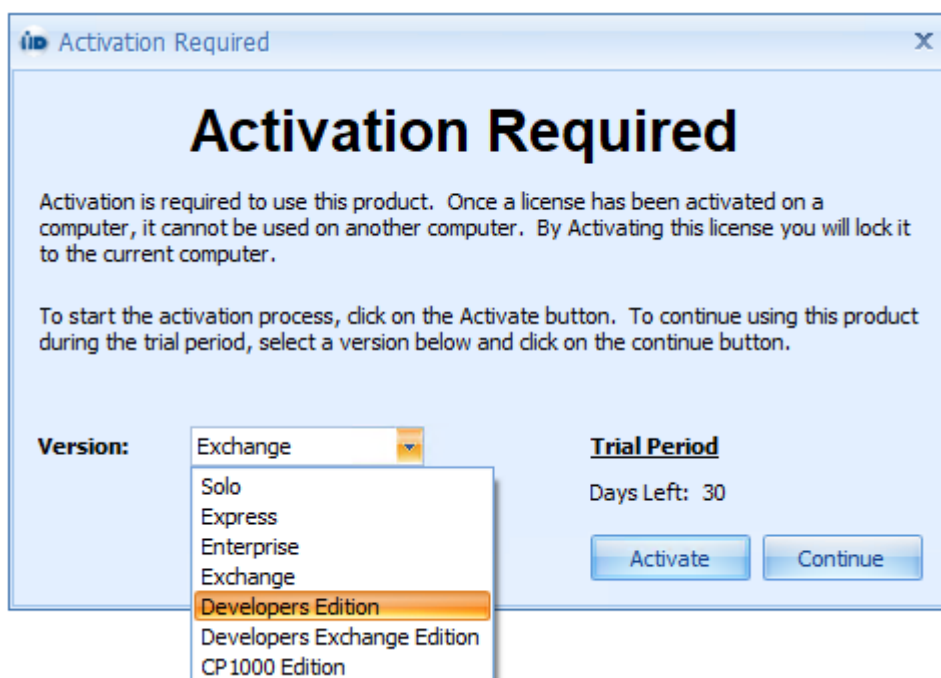 Activation Required
Activation Required
Activation is required to use this product. Once a license has been activated on a
computer, it cannot be used on another computer. By Activating this license you will lock it
to the current computer.
To start the activation process, click on the Activate button. To continue using this product
during the trial period, select a version below and click on the continue button.
Version: Exchange
Trial Period
Solo
Days Left: 30
Express
Enterprise
Exchange
Activate Continue
Developers Edition
Developers Exchange Edition
CP1000 Edition